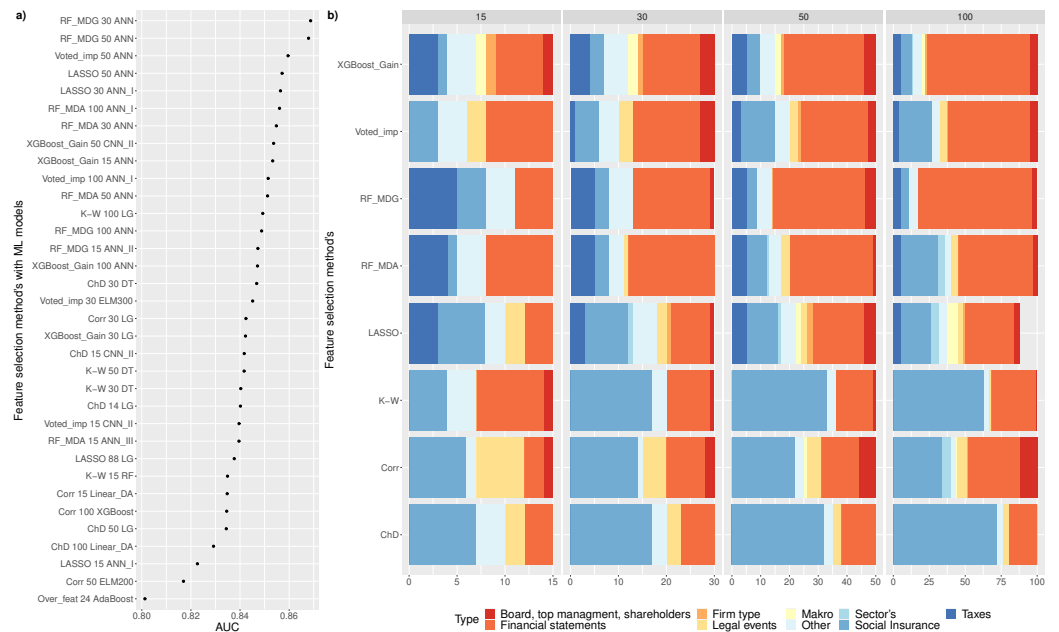 a)
Feature selection method's with ML models
RF_MDG 30 ANN
RF_MDG 50 ANN
Voted_imp 50 ANN
LASSO 50 ANN
LASSO 30 ANN_I
RF_MDA 100 ANN_I
RF_MDA 30 ANN
XGBoost_Gain 50 CNN_II
XGBoost_Gain 15 ANN
Voted_imp 100 ANN_I
RF_MDA 50 ANN
K−W 100 LG
RF_MDG 100 ANN
RF_MDG 15 ANN_II
XGBoost_Gain 100 ANN
ChD 30 DT
Voted_imp 30 ELM300
Corr 30 LG
XGBoost_Gain 30 LG
ChD 15 CNN_II
K−W 50 DT
K−W 30 DT
ChD 14 LG
Voted_imp 15 CNN_II
RF_MDA 15 ANN_III
LASSO 88 LG
K−W 15 RF
Corr 15 Linear_DA
Corr 100 XGBoost
ChD 50 LG
ChD 100 Linear_DA
LASSO 15 ANN_I
Corr 50 ELM200
Over_feat 24 AdaBoost
0.80 0.82 0.84 0.86
AUC
b)
15 30 50 100
Feature selection method's
XGBoost_Gain
Voted_imp
RF_MDG
RF_MDA
LASSO
K−W
Corr
ChD
0 5 10 15 0 10 20 30 0 10 20 30 40 50 0 25 50 75 100
Type
Board, top managment, shareholders Firm type Makro Sector's Taxes
Financial statements Legal events Other Social Insurance